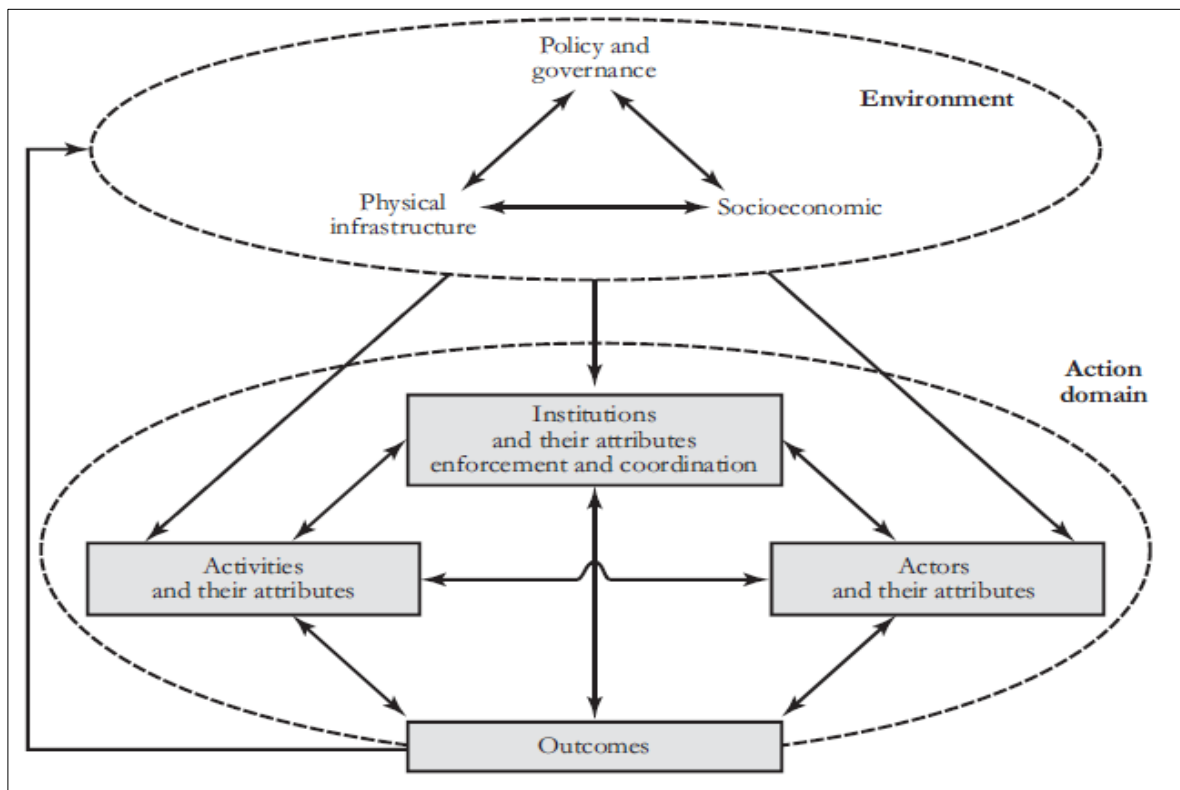 Policy and
governance
Environment
Physical
infrastructure
Socioeconomic
Action
domain
Institutions
and their attributes
enforcement and coordination
Activities
and their attributes
Actors
and their attributes
Outcomes